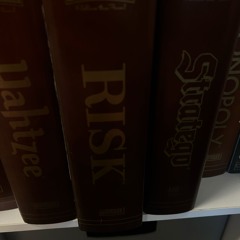 Yahtzee
RISK
Stratego
MONOPOLY